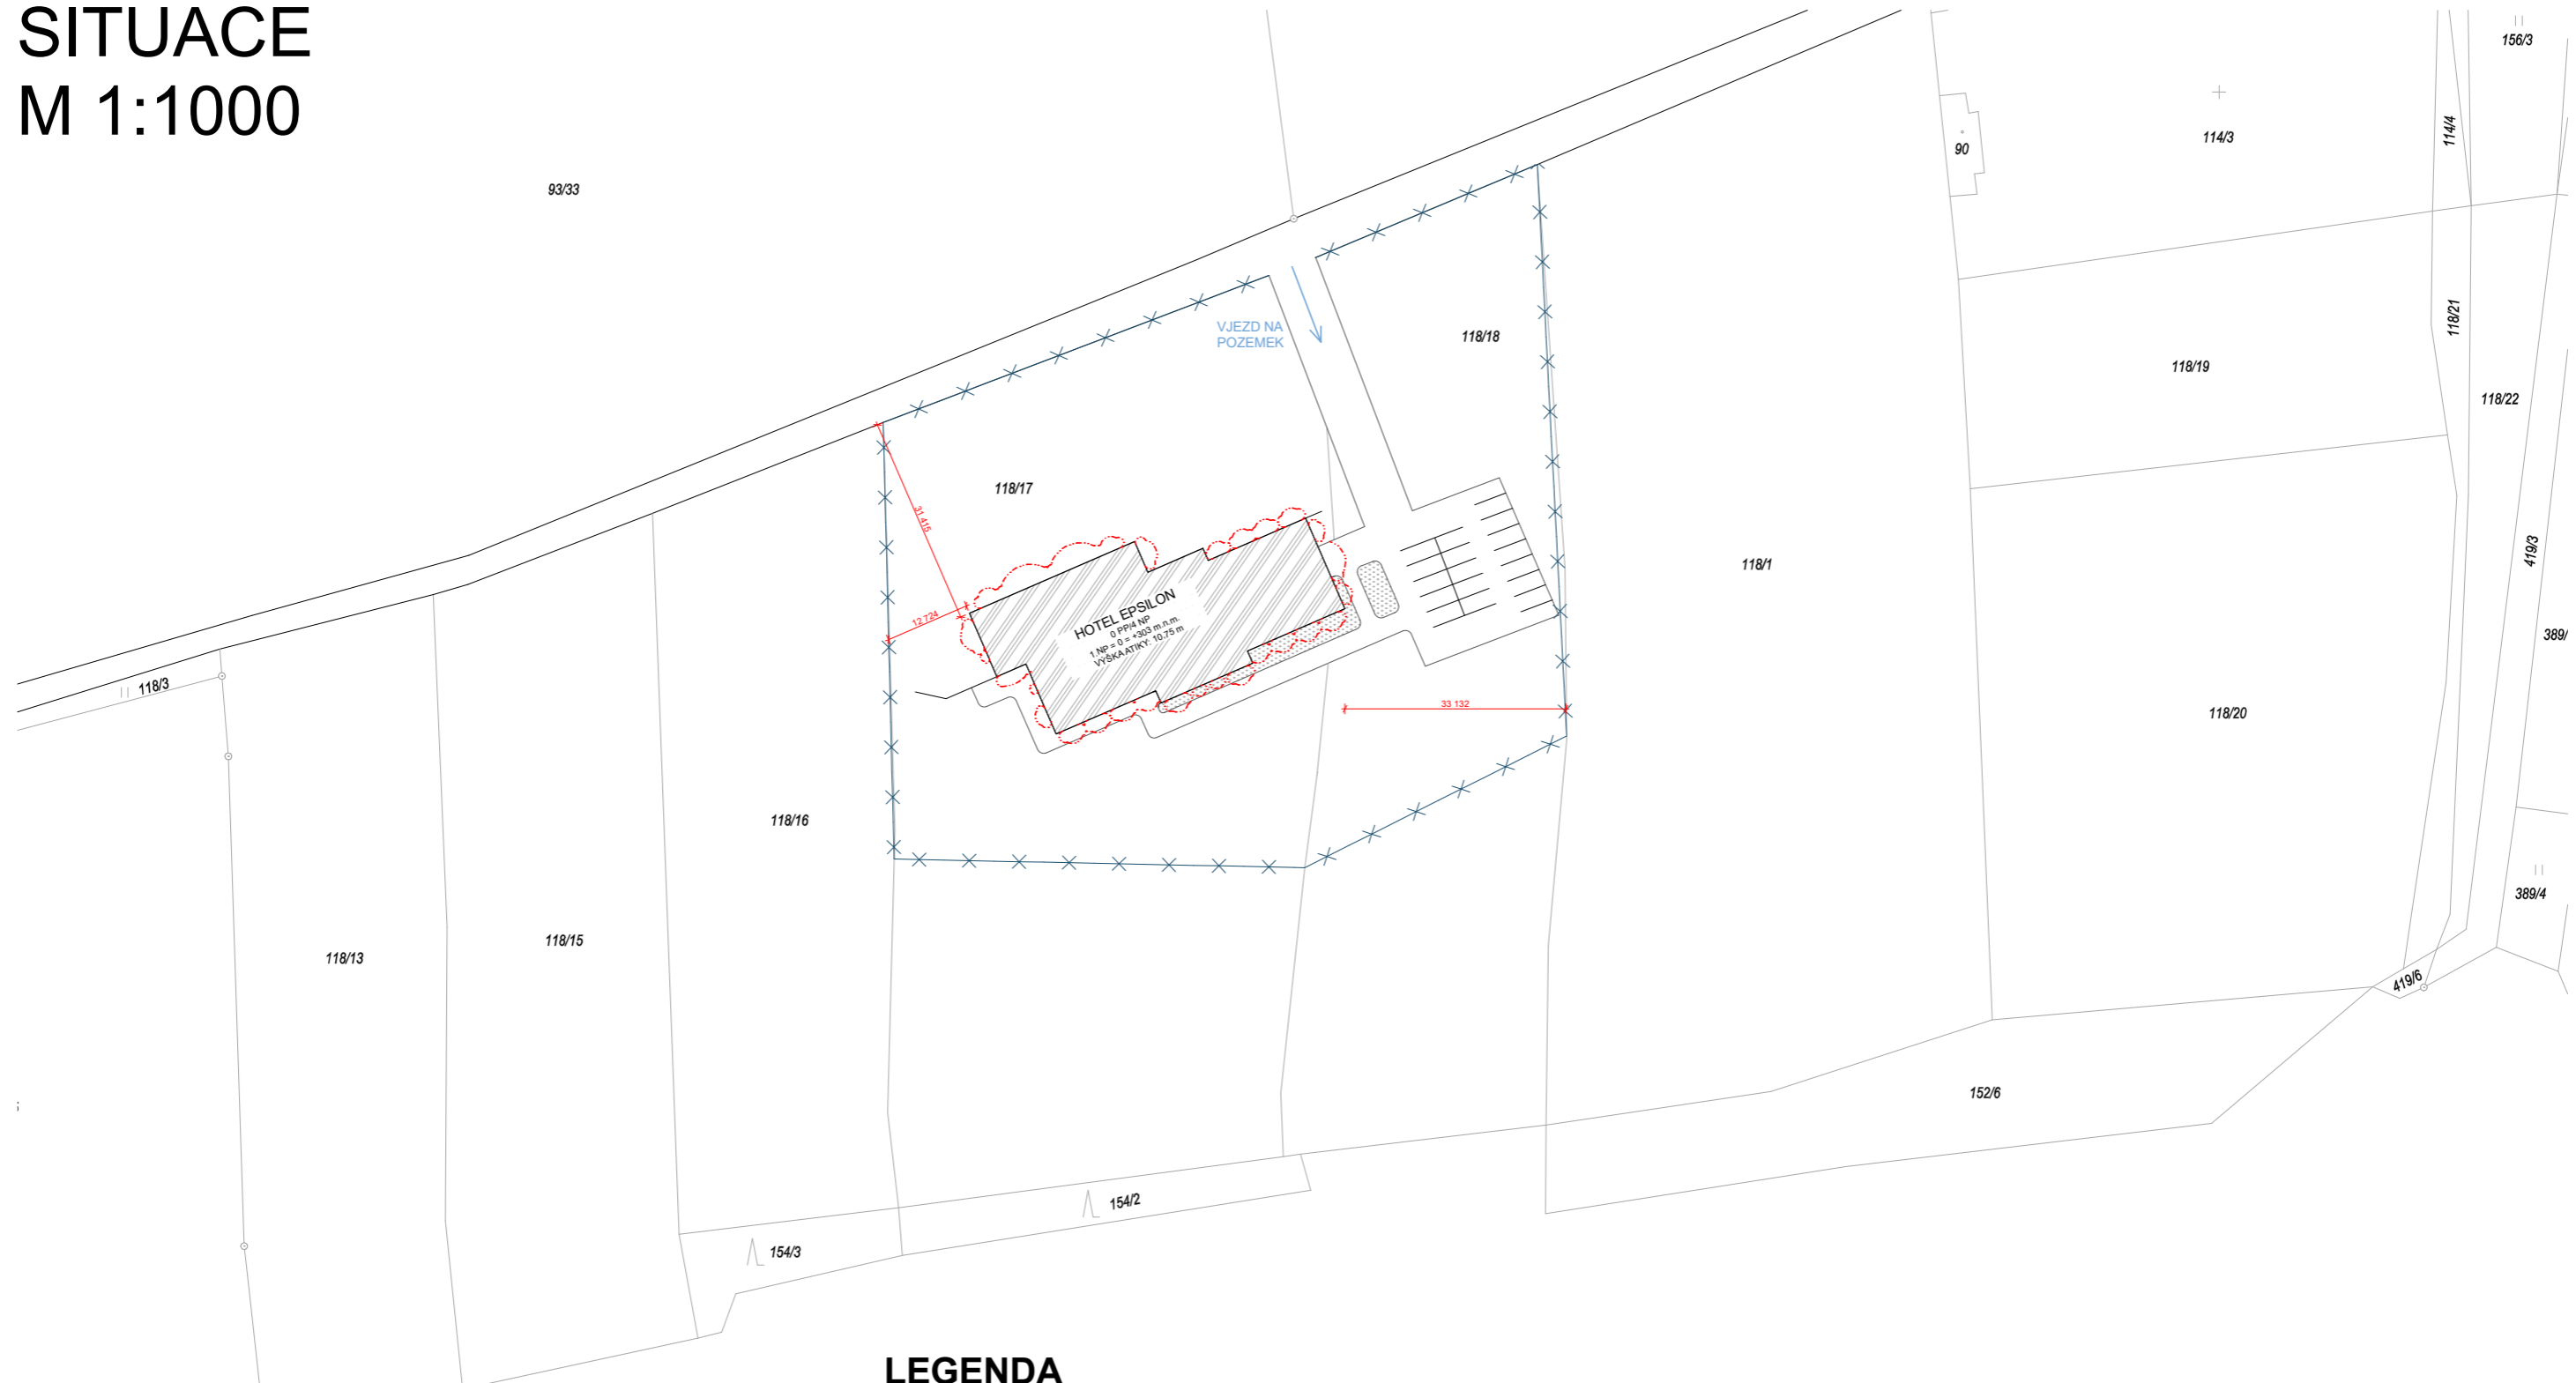 SITUACE
M 1:1000
156/3
93/33
90
114/3
114/4
VJEZD NA
POZEMEK
118/18
118/21
118/19
118/22
118/17
31 415
118/1
419/3
12 724
HOTEL EPSILON
0 PP/4 NP
1.NP = 0 = +303 m.n.m.
VÝŠKA ATIKY: 10,75 m
389/
118/3
33 132
118/20
118/16
389/4
118/15
118/13
419/6
152/6
154/2
154/3
LEGENDA